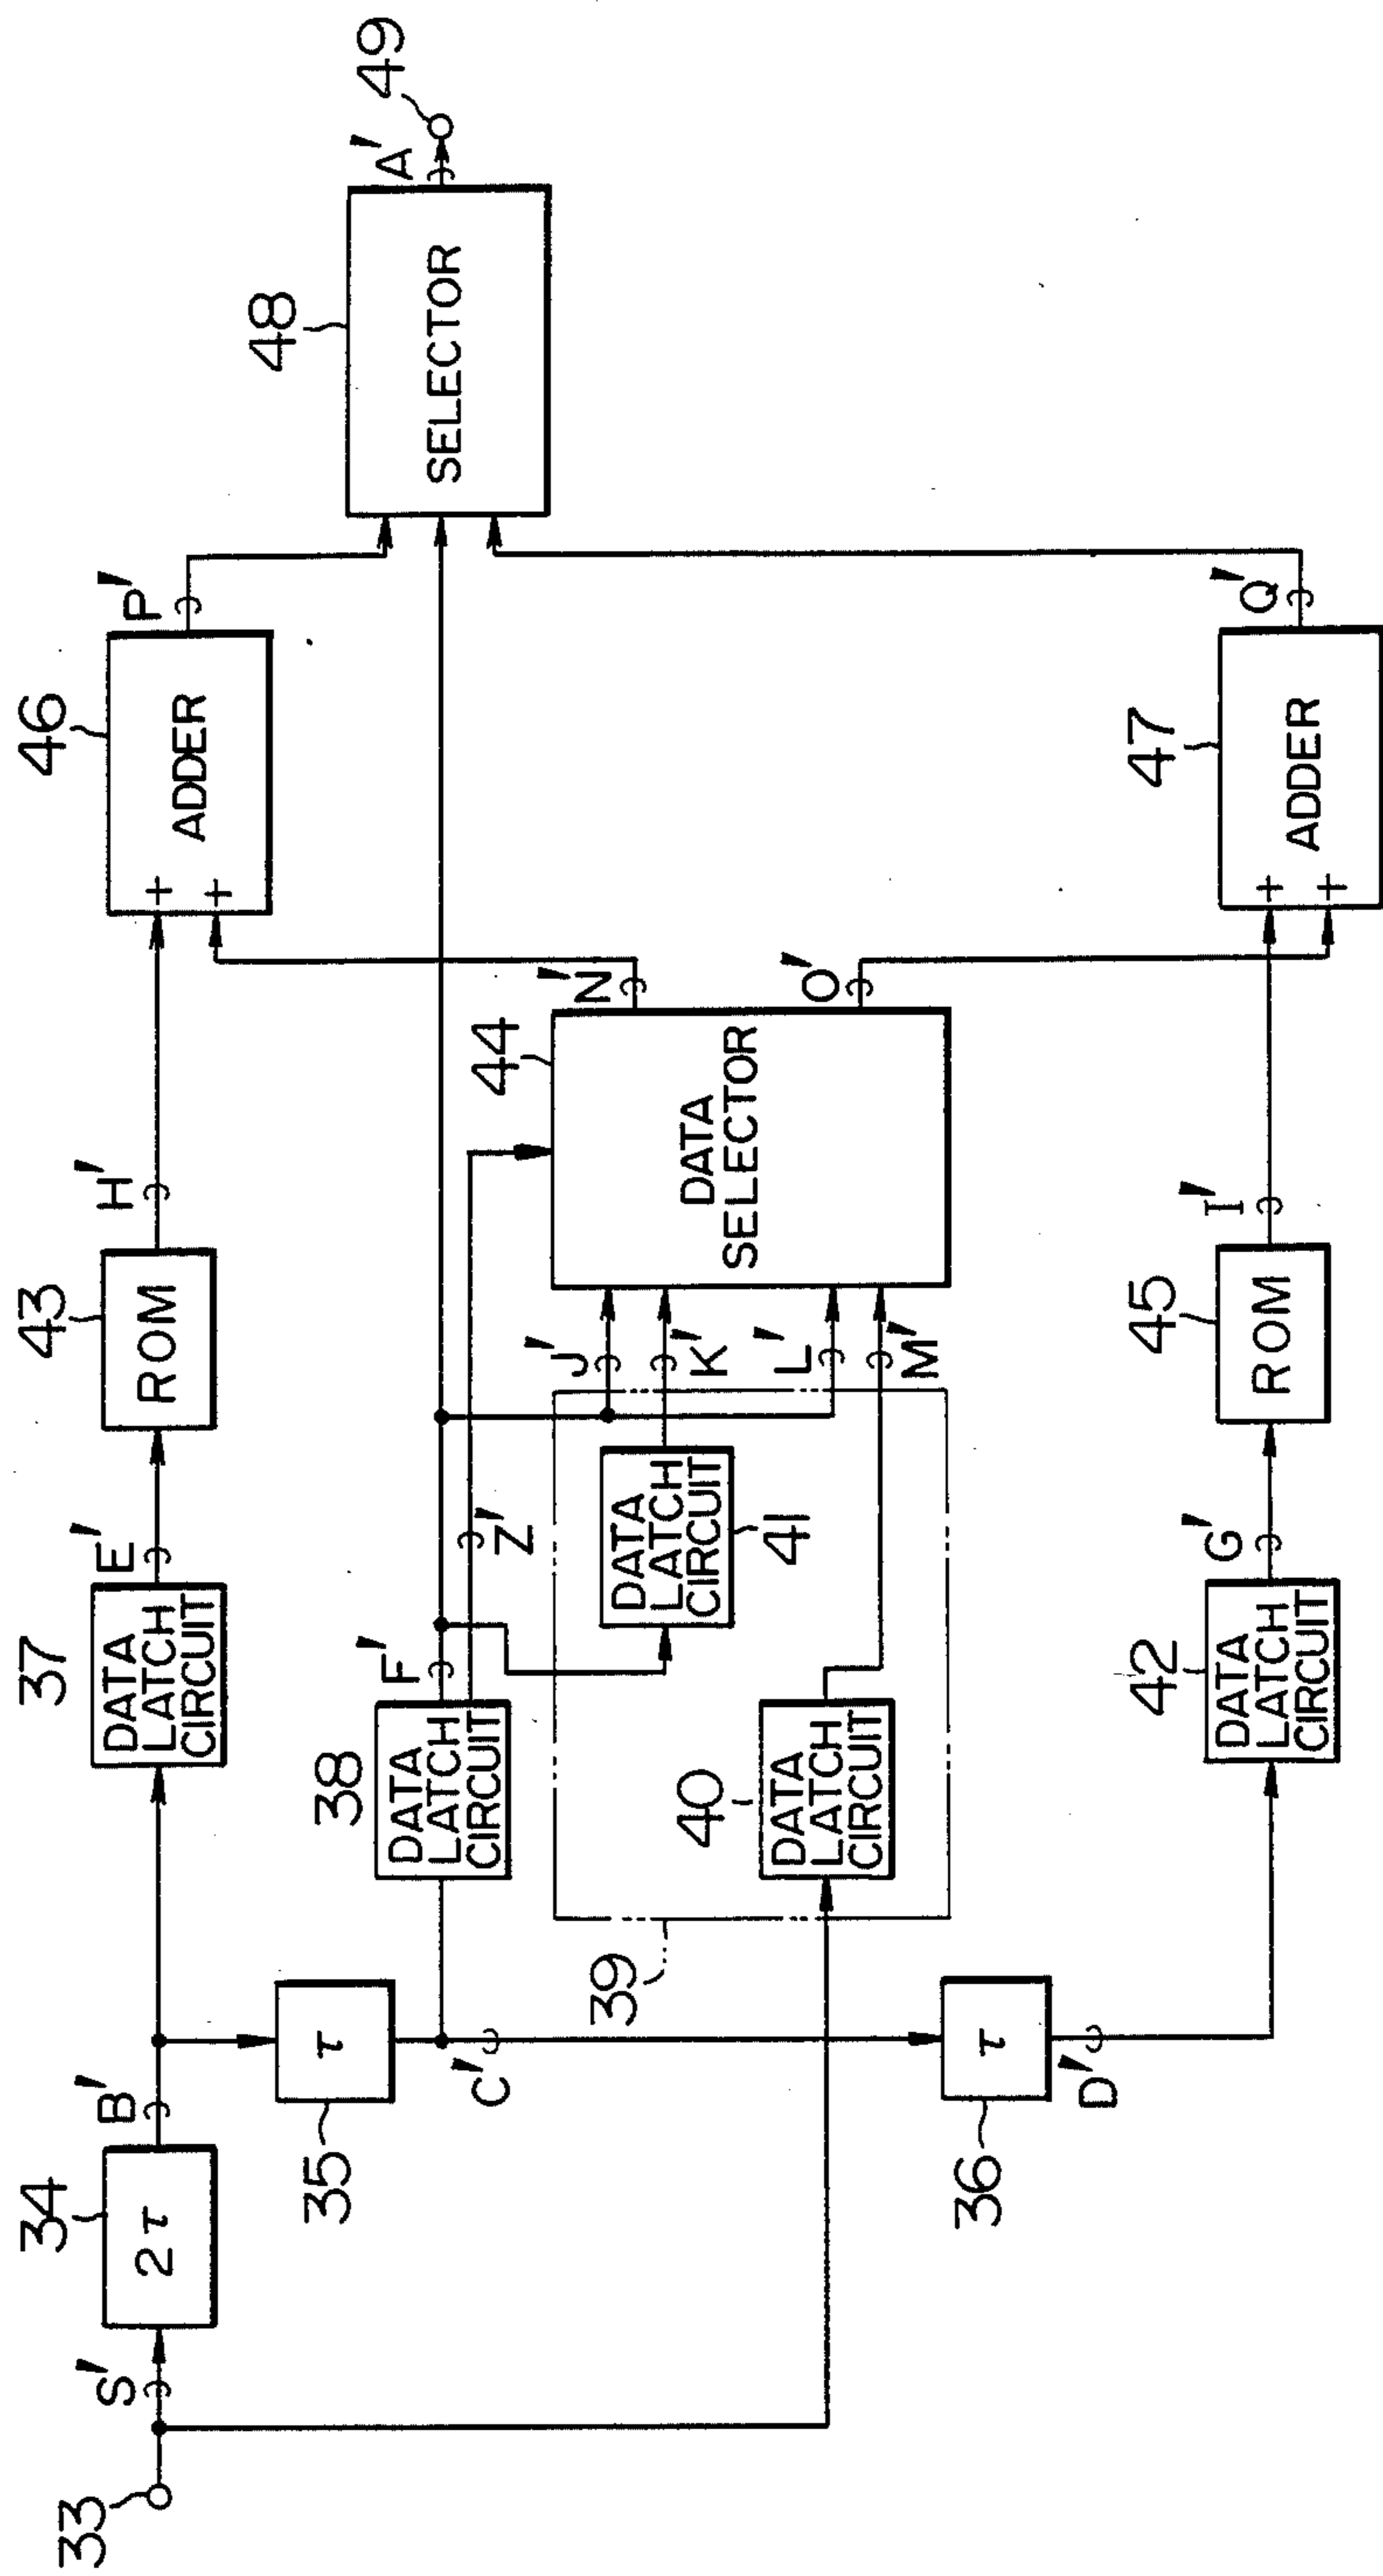 33
S'
34
2τ
B'
35
τ
C'
36
τ
D'
37
DATA
LATCH
CIRCUIT
E'
43
ROM
H'
46
+
+
ADDER
P'
38
DATA
LATCH
CIRCUIT
F'
Z'
39
40
DATA
LATCH
CIRCUIT
DATA
LATCH
CIRCUIT
41
J'
K'
L'
M'
44
DATA
SELECTOR
'N
O'
42
DATA
LATCH
CIRCUIT
G'
45
ROM
I'
47
+
+
ADDER
Q'
48
SELECTOR
A'
49